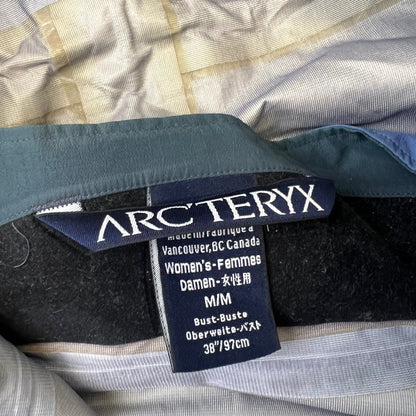 ARC'TERYX
Made in/Fabriqué à
Vancouver, BC Canada
Women's-Femmes
Damen-女性用
M/M
Bust-Buste
Oberweite-バスト
38"/97cm